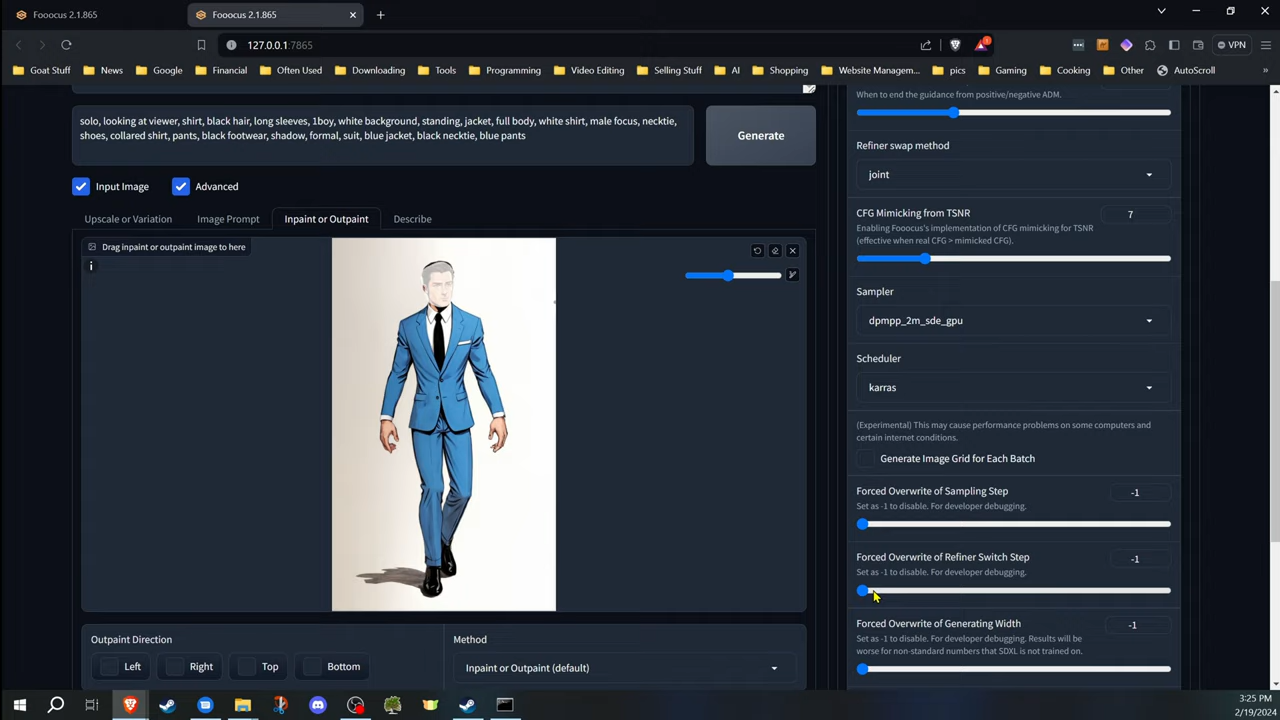 Fooocus 2.1.865
Fooocus 2.1.865
127.0.0.1:7865
VPN
Goat Stuff
News
Google
Financial
Often Used
Downloading
Tools
Programming
Video Editing
Selling Stuff
AI
Shopping
Website Managem...
pics
Gaming
Cooking
Other
AutoScroll
solo, looking at viewer, shirt, black hair, long sleeves, 1boy, white background, standing, jacket, full body, white shirt, male focus, necktie,
shoes, collared shirt, pants, black footwear, shadow, formal, suit, blue jacket, black necktie, blue pants
Generate
Input Image
Advanced
Upscale or Variation
Image Prompt
Inpaint or Outpaint
Describe
Drag inpaint or outpaint image to here
Outpaint Direction
Left
Right
Top
Bottom
Method
Inpaint or Outpaint (default)
When to end the guidance from positive/negative ADM.
Refiner swap method
joint
CFG Mimicking from TSNR
7
Enabling Fooocus's implementation of CFG mimicking for TSNR
(effective when real CFG > mimicked CFG).
Sampler
dpmpp_2m_sde_gpu
Scheduler
karras
(Experimental) This may cause performance problems on some computers and
certain internet conditions.
Generate Image Grid for Each Batch
Forced Overwrite of Sampling Step
-1
Set as -1 to disable. For developer debugging.
Forced Overwrite of Refiner Switch Step
-1
Set as -1 to disable. For developer debugging.
Forced Overwrite of Generating Width
-1
Set as -1 to disable. For developer debugging. Results will be
worse for non-standard numbers that SDXL is not trained on.
3:25 PM
2/19/2024